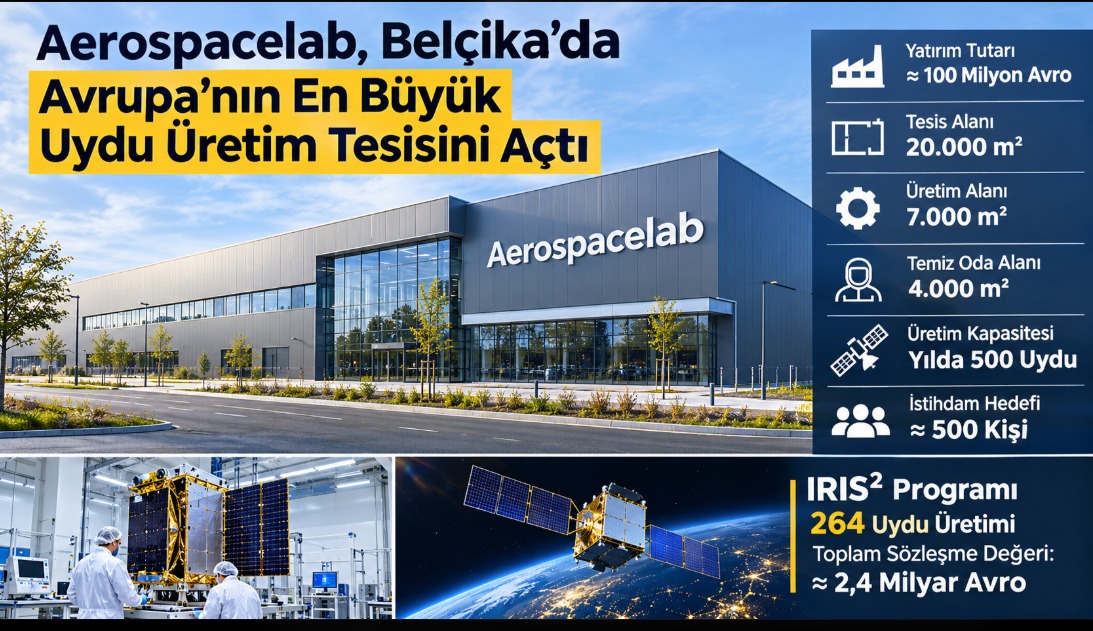 Aerospacelab, Belçika’da
Avrupa’nın En Büyük
Uydu Üretim Tesisini Açtı
Aerospacelab
Yatırım Tutarı
≈ 100 Milyon Avro
Tesis Alanı
20.000 m²
Üretim Alanı
7.000 m²
Temiz Oda Alanı
4.000 m²
Üretim Kapasitesi
Yılda 500 Uydu
İstihdam Hedefi
≈ 500 Kişi
IRIS² Programı
264 Uydu Üretimi
Toplam Sözleşme Değeri:
≈ 2,4 Milyar Avro